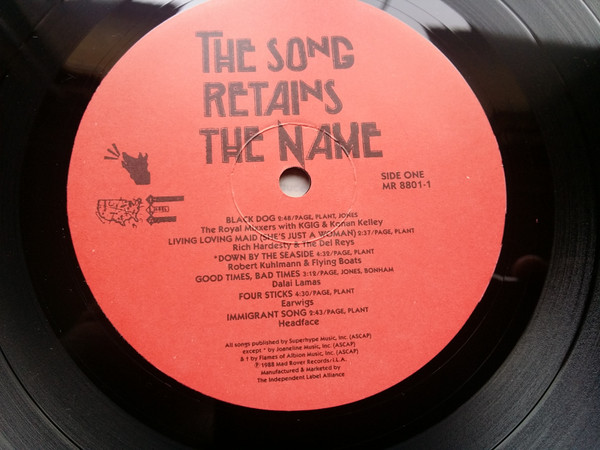 THE SONG
RETAINS
THE NAME
SIDE ONE
MR 8801-1
BLACK DOG 2:48/PAGE, PLANT, JONES
The Royal Mixxers with KGIG & Konan Kelley
LIVING LOVING MAID (SHE'S JUST A WOMAN) 2:37/PAGE, PLANT
Rich Hardesty & The Del Reys
*DOWN BY THE SEASIDE 4:32/PAGE, PLANT
Robert Kuhlmann & Flying Boats
GOOD TIMES, BAD TIMES 3:19/PAGE, JONES, BONHAM
Dalai Lamas
FOUR STICKS 4:30/PAGE, PLANT
Earwigs
IMMIGRANT SONG 2:43/PAGE, PLANT
Headface
All songs published by Superhype Music, Inc. (ASCAP)
except * by Joaneline Music, Inc. (ASCAP)
& † by Flames of Albion Music, Inc. (ASCAP)
℗ 1988 Mad Rover Records/I.L.A.
Manufactured & Marketed by
The Independent Label Alliance